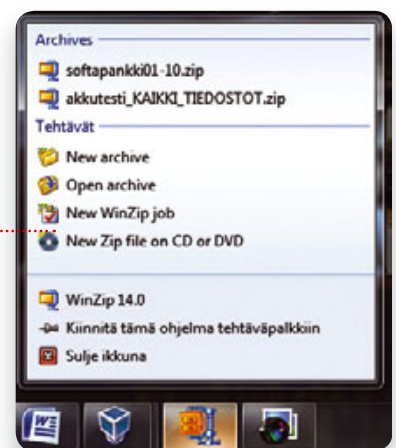 Archives
softapankki01-10.zip
akkutesti_KAIKKI_TIEDOSTOT.zip
Tehtävät
New archive
Open archive
New WinZip job
New Zip file on CD or DVD
WinZip 14.0
Kiinnitä tämä ohjelma tehtäväpalkkiin
Sulje ikkuna